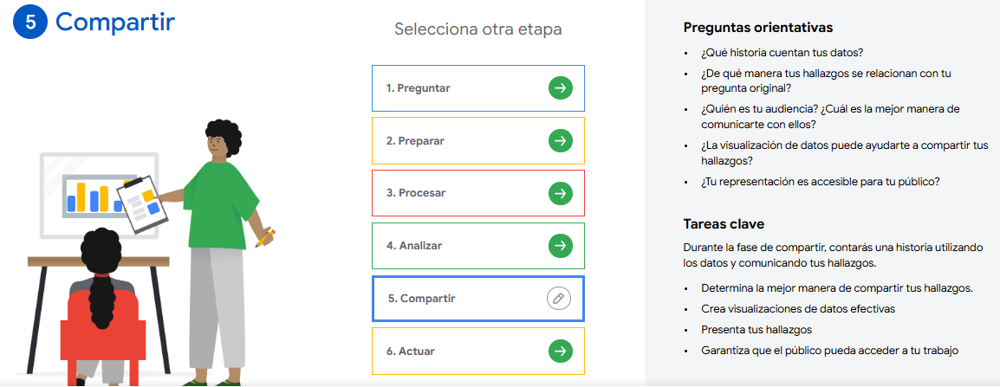 5 Compartir
Selecciona otra etapa
1. Preguntar
2. Preparar
3. Procesar
4. Analizar
5. Compartir
6. Actuar
Preguntas orientativas
• ¿Qué historia cuentan tus datos?
• ¿De qué manera tus hallazgos se relacionan con tu
pregunta original?
• ¿Quién es tu audiencia? ¿Cuál es la mejor manera de
comunicarte con ellos?
• ¿La visualización de datos puede ayudarte a compartir tus
hallazgos?
• ¿Tu representación es accesible para tu público?
Tareas clave
Durante la fase de compartir, contarás una historia utilizando
los datos y comunicando tus hallazgos.
• Determina la mejor manera de compartir tus hallazgos.
• Crea visualizaciones de datos efectivas
• Presenta tus hallazgos
• Garantiza que el público pueda acceder a tu trabajo